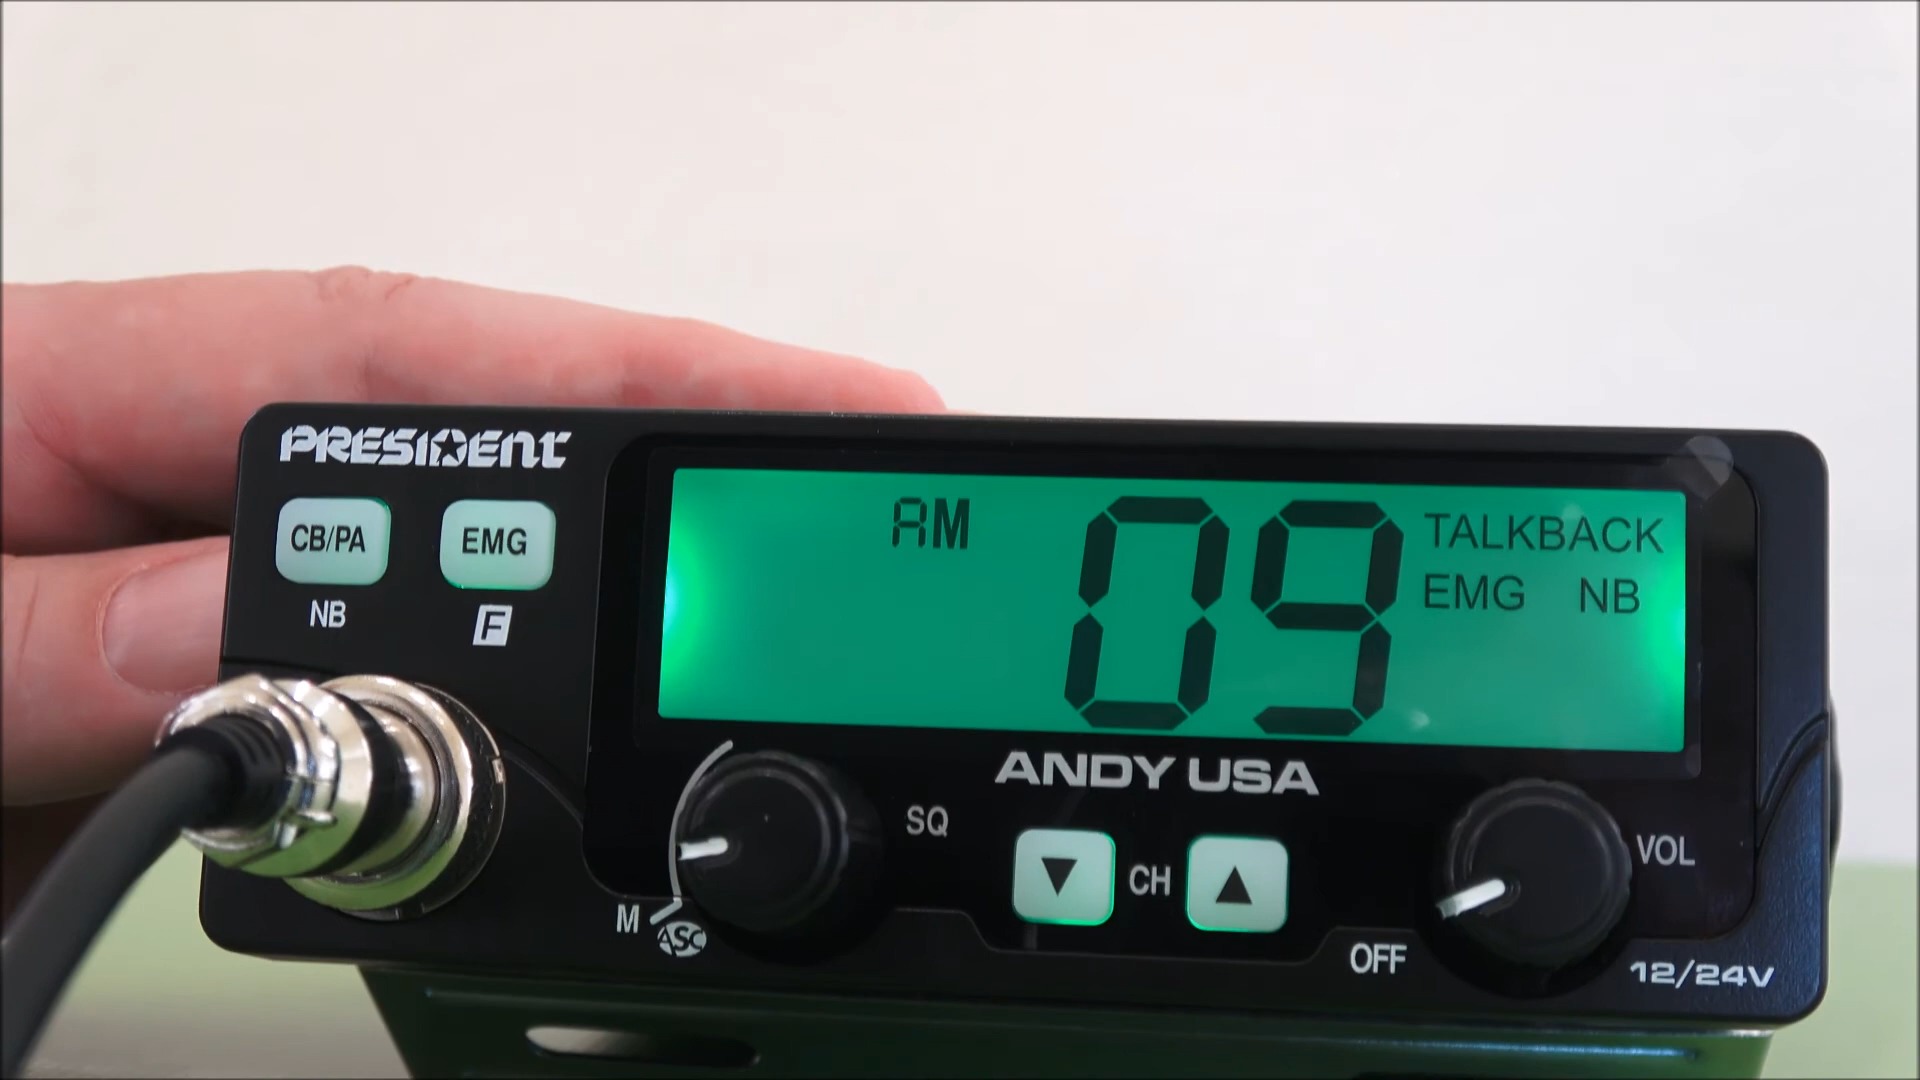 PRESIDENT
CB/PA
EMG
NB
F
AM
09
TALKBACK
EMG NB
ANDY USA
SQ
M
ASC
▼ CH ▲
VOL
OFF
12/24V